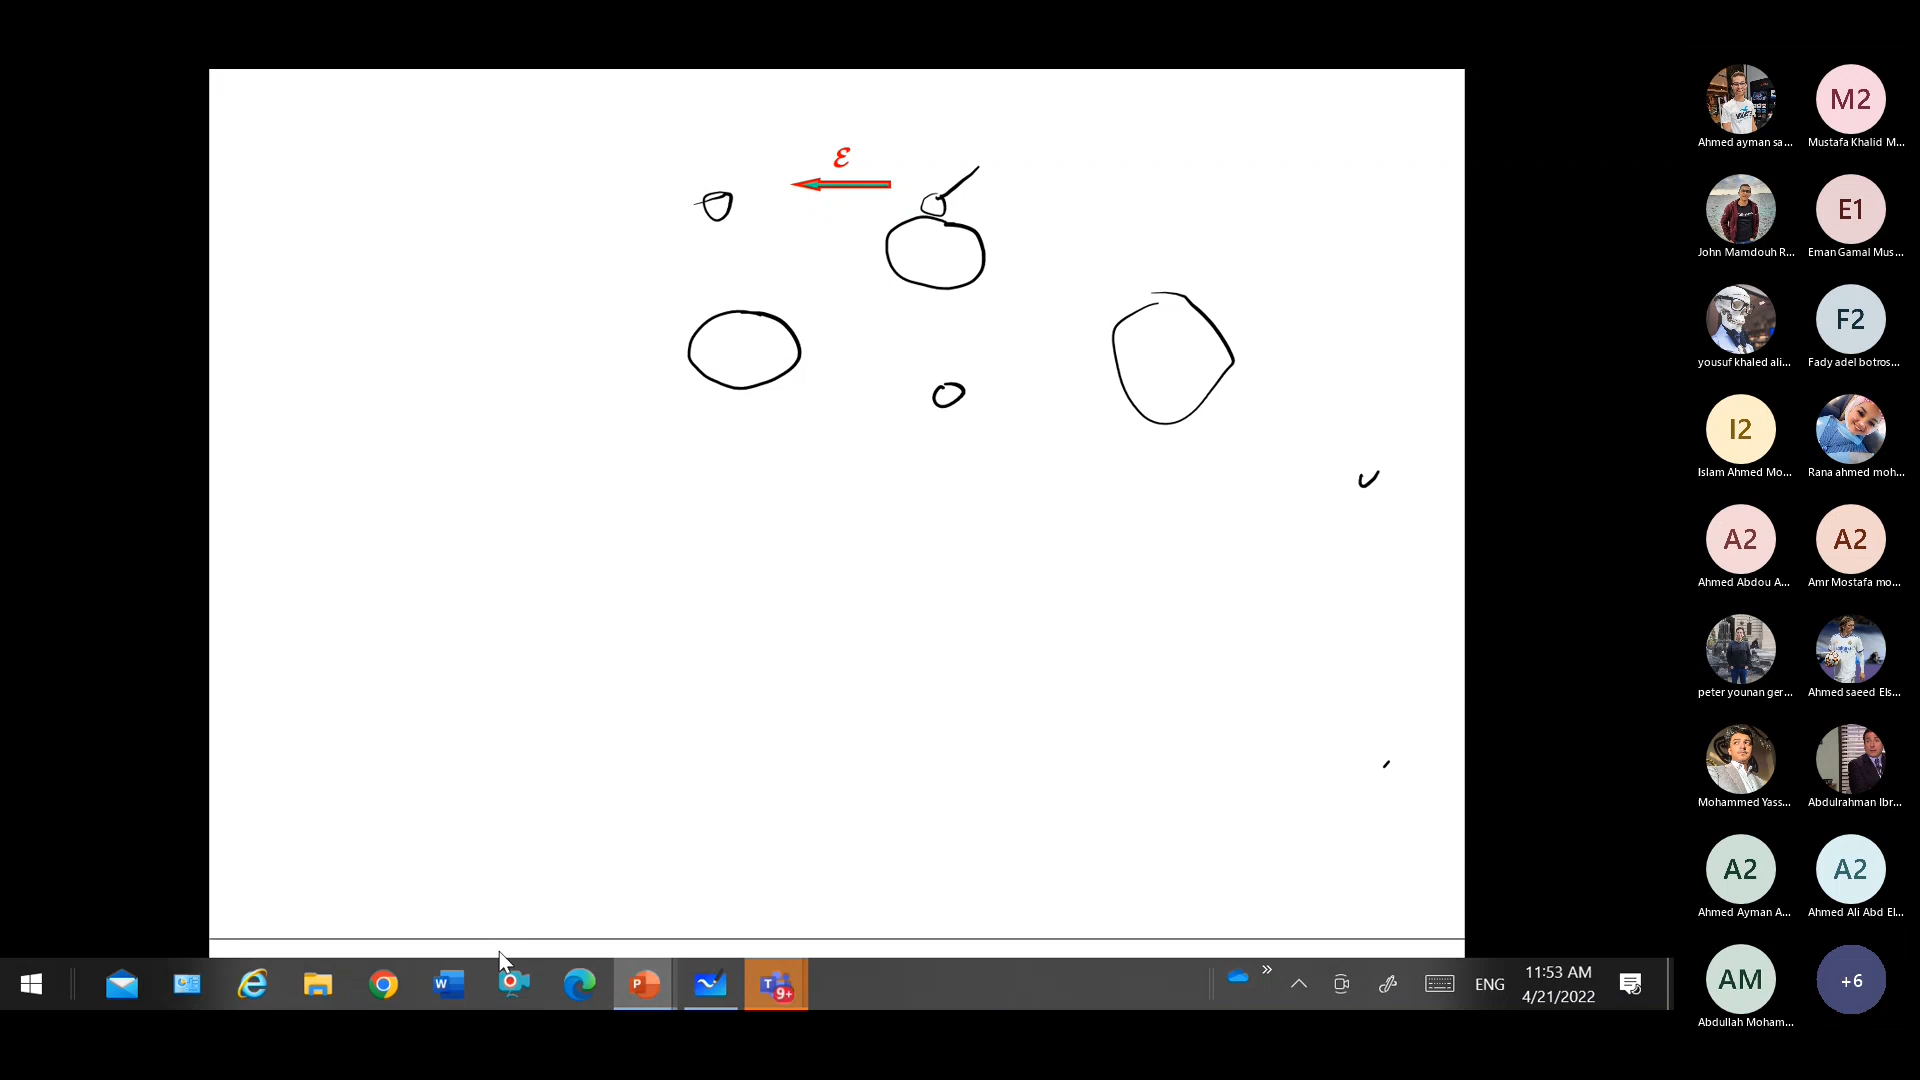 ε
Ahmed ayman sa...
M2
Mustafa Khalid M...
John Mamdouh R...
E1
Eman Gamal Mus...
yousuf khaled ali...
F2
Fady adel botros...
I2
Islam Ahmed Mo...
Rana ahmed moh...
A2
Ahmed Abdou A...
A2
Amr Mostafa mo...
peter younan ger...
Ahmed saeed Els...
Mohammed Yass...
Abdulrahman Ibr...
A2
Ahmed Ayman A...
A2
Ahmed Ali Abd El...
AM
Abdullah Moham...
+6
W
P
9+
ENG
11:53 AM
4/21/2022